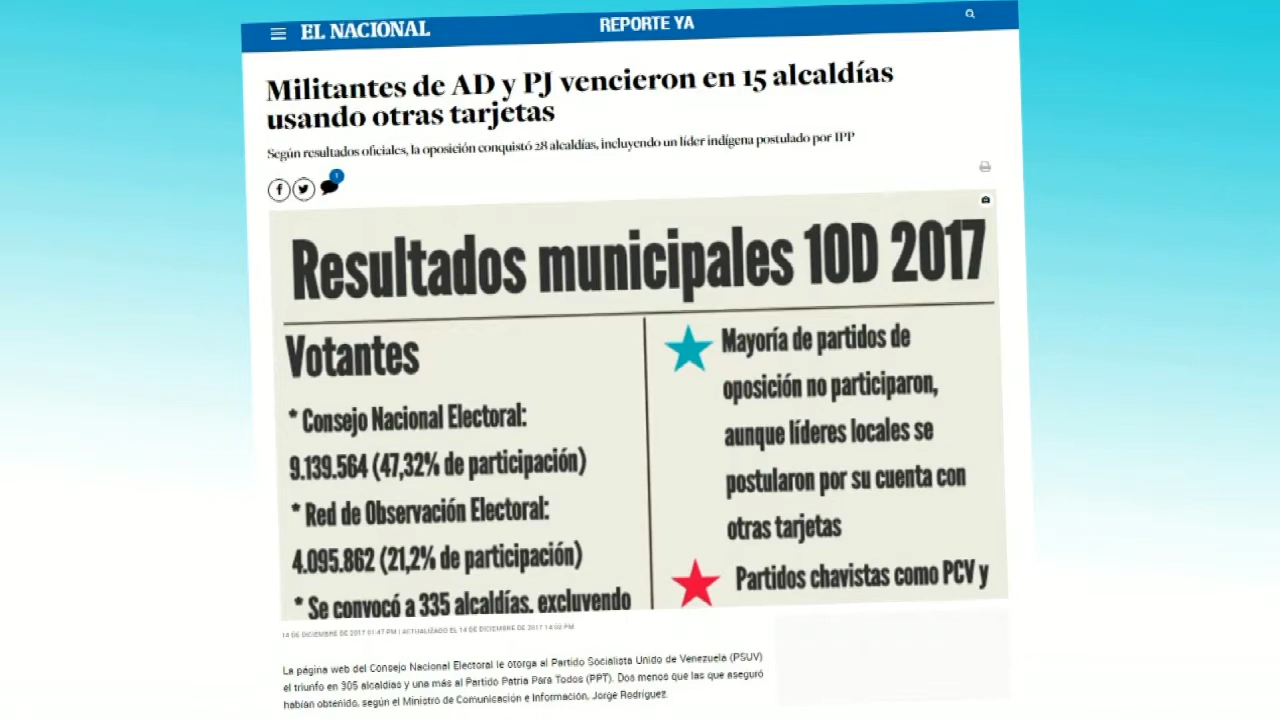 EL NACIONAL
REPORTE YA
Militantes de AD y PJ vencieron en 15 alcaldías
usando otras tarjetas
Según resultados oficiales, la oposición conquistó 28 alcaldías, incluyendo un líder indígena postulado por IPP
1
Resultados municipales 10D 2017
Votantes
* Consejo Nacional Electoral:
9.139.564 (47,32% de participación)
* Red de Observación Electoral:
4.095.862 (21,2% de participación)
* Se convocó a 335 alcaldías, excluyendo
Mayoría de partidos de
oposición no participaron,
aunque líderes locales se
postularon por su cuenta con
otras tarjetas
Partidos chavistas como PCV y
14 DE DICIEMBRE DE 2017 01:47 PM | ACTUALIZADO EL 14 DE DICIEMBRE DE 2017 14:02 PM
La página web del Consejo Nacional Electoral le otorga al Partido Socialista Unido de Venezuela (PSUV)
el triunfo en 305 alcaldías y una más al Partido Patria Para Todos (PPT). Dos menos que las que aseguró
habían obtenido, según el Ministro de Comunicación e Información, Jorge Rodríguez.